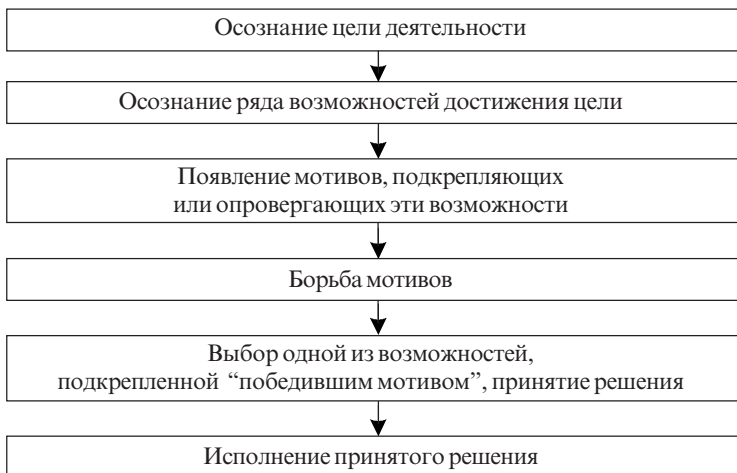 Осознание цели деятельности
Осознание ряда возможностей достижения цели
Появление мотивов, подкрепляющих
или опровергающих эти возможности
Борьба мотивов
Выбор одной из возможностей,
подкрепленной “победившим мотивом”, принятие решения
Исполнение принятого решения